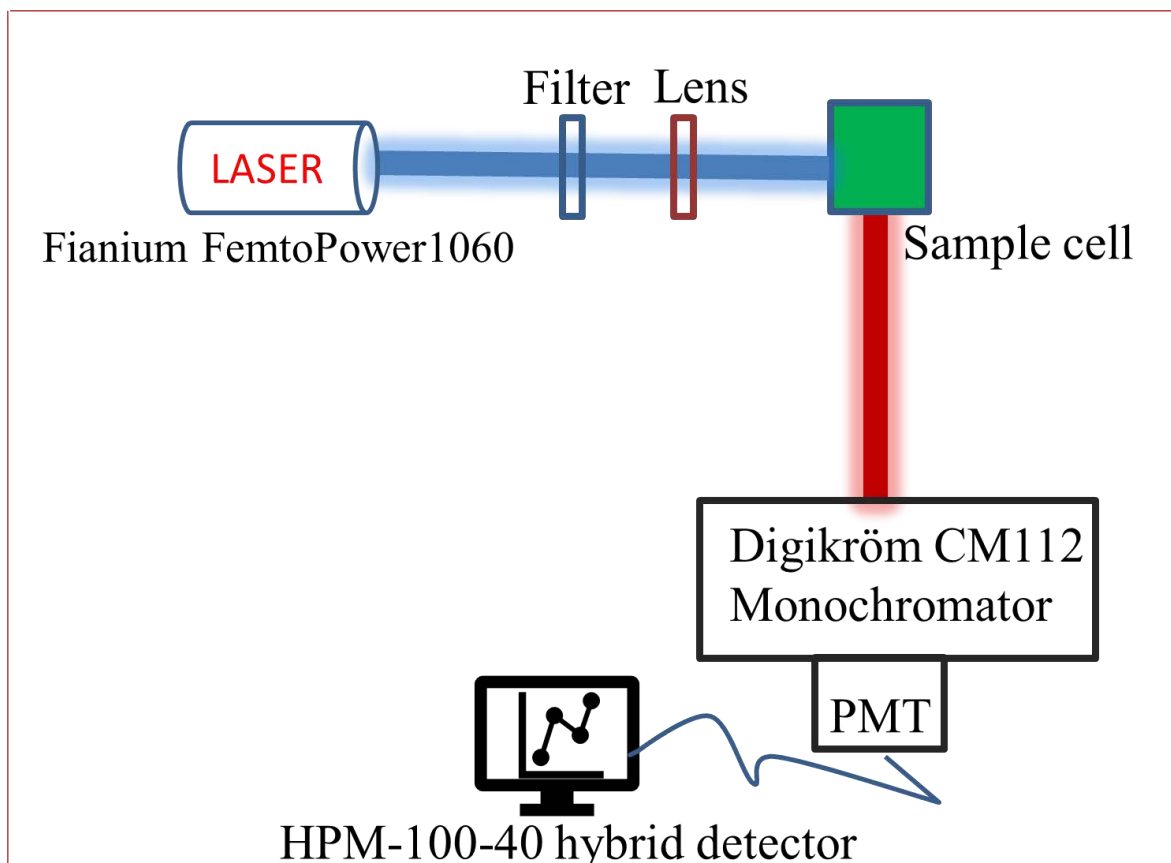 Filter
Lens
LASER
Fianium FemtoPower1060
Sample cell
Digikröm CM112
Monochromator
PMT
HPM-100-40 hybrid detector